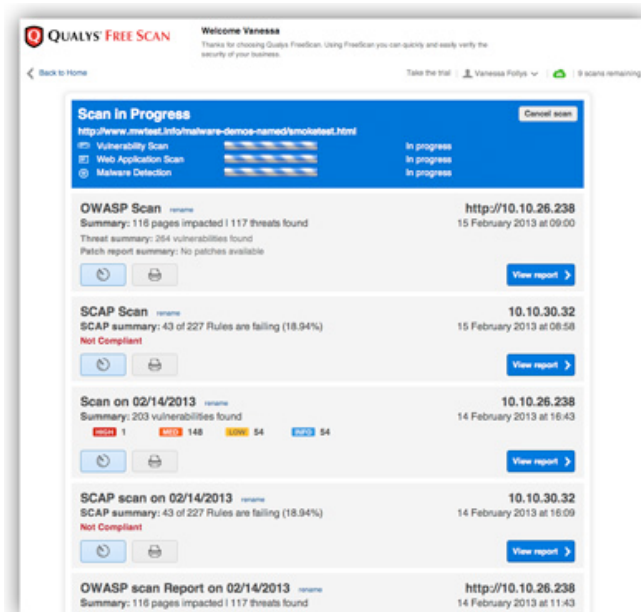 QUALYS' FREE SCAN
Welcome Vanessa
Thanks for choosing Qualys FreeScan. Using FreeScan you can quickly and easily verify the
security of your business.
Back to Home
Take the trial
Vanessa Follys
9 scans remaining
Scan in Progress
Cancel scan
http://www.mwtest.info/malware-demos-named/smoketest.html
Vulnerability Scan In progress
Web Application Scan In progress
Malware Detection In progress
OWASP Scan rename http://10.10.26.238
Summary: 116 pages impacted | 117 threats found 15 February 2013 at 09:00
Threat summary: 264 vulnerabilities found
Patch report summary: No patches available
View report
SCAP Scan rename 10.10.30.32
SCAP summary: 43 of 227 Rules are failing (18.94%) 15 February 2013 at 08:58
Not Compliant
View report
Scan on 02/14/2013 rename 10.10.26.238
Summary: 203 vulnerabilities found 14 February 2013 at 16:43
HIGH 1 MED 148 LOW 54 INFO 54
View report
SCAP scan on 02/14/2013 rename 10.10.30.32
SCAP summary: 43 of 227 Rules are failing (18.94%) 14 February 2013 at 16:09
Not Compliant
View report
OWASP scan Report on 02/14/2013 rename http://10.10.26.238
Summary: 116 pages impacted | 117 threats found 14 February 2013 at 11:43